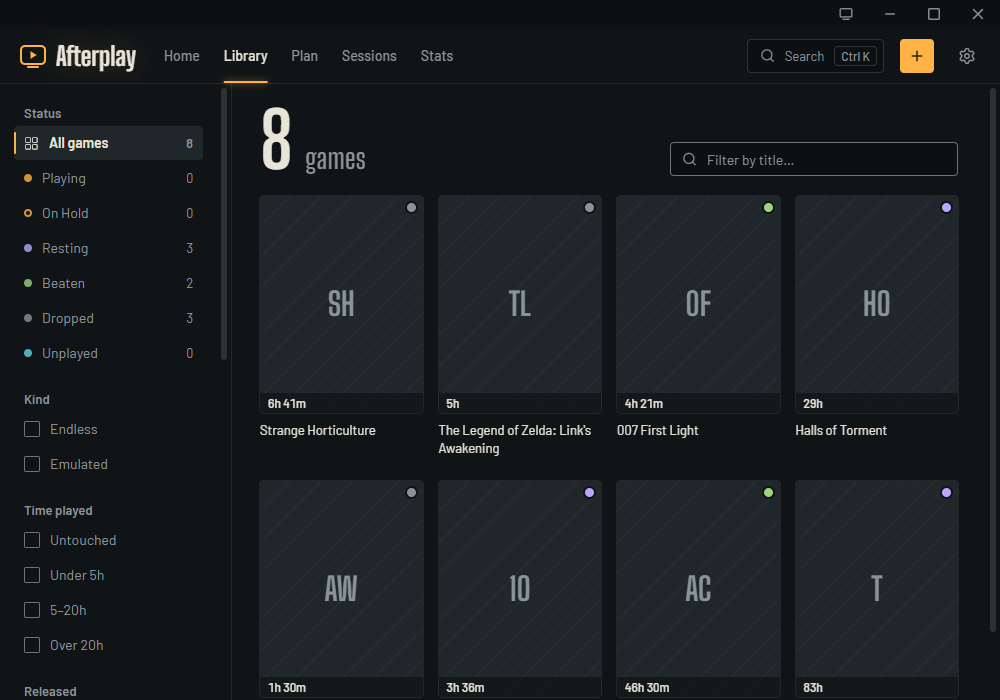 Afterplay
Home
Library
Plan
Sessions
Stats
Search
Ctrl K
Status
All games 8
Playing 0
On Hold 0
Resting 3
Beaten 2
Dropped 3
Unplayed 0
Kind
Endless
Emulated
Time played
Untouched
Under 5h
5–20h
Over 20h
Released
8 games
Filter by title...
SH
6h 41m
Strange Horticulture
TL
5h
The Legend of Zelda: Link's
Awakening
OF
4h 21m
007 First Light
HO
29h
Halls of Torment
AW
1h 30m
10
3h 36m
AC
46h 30m
T
83h